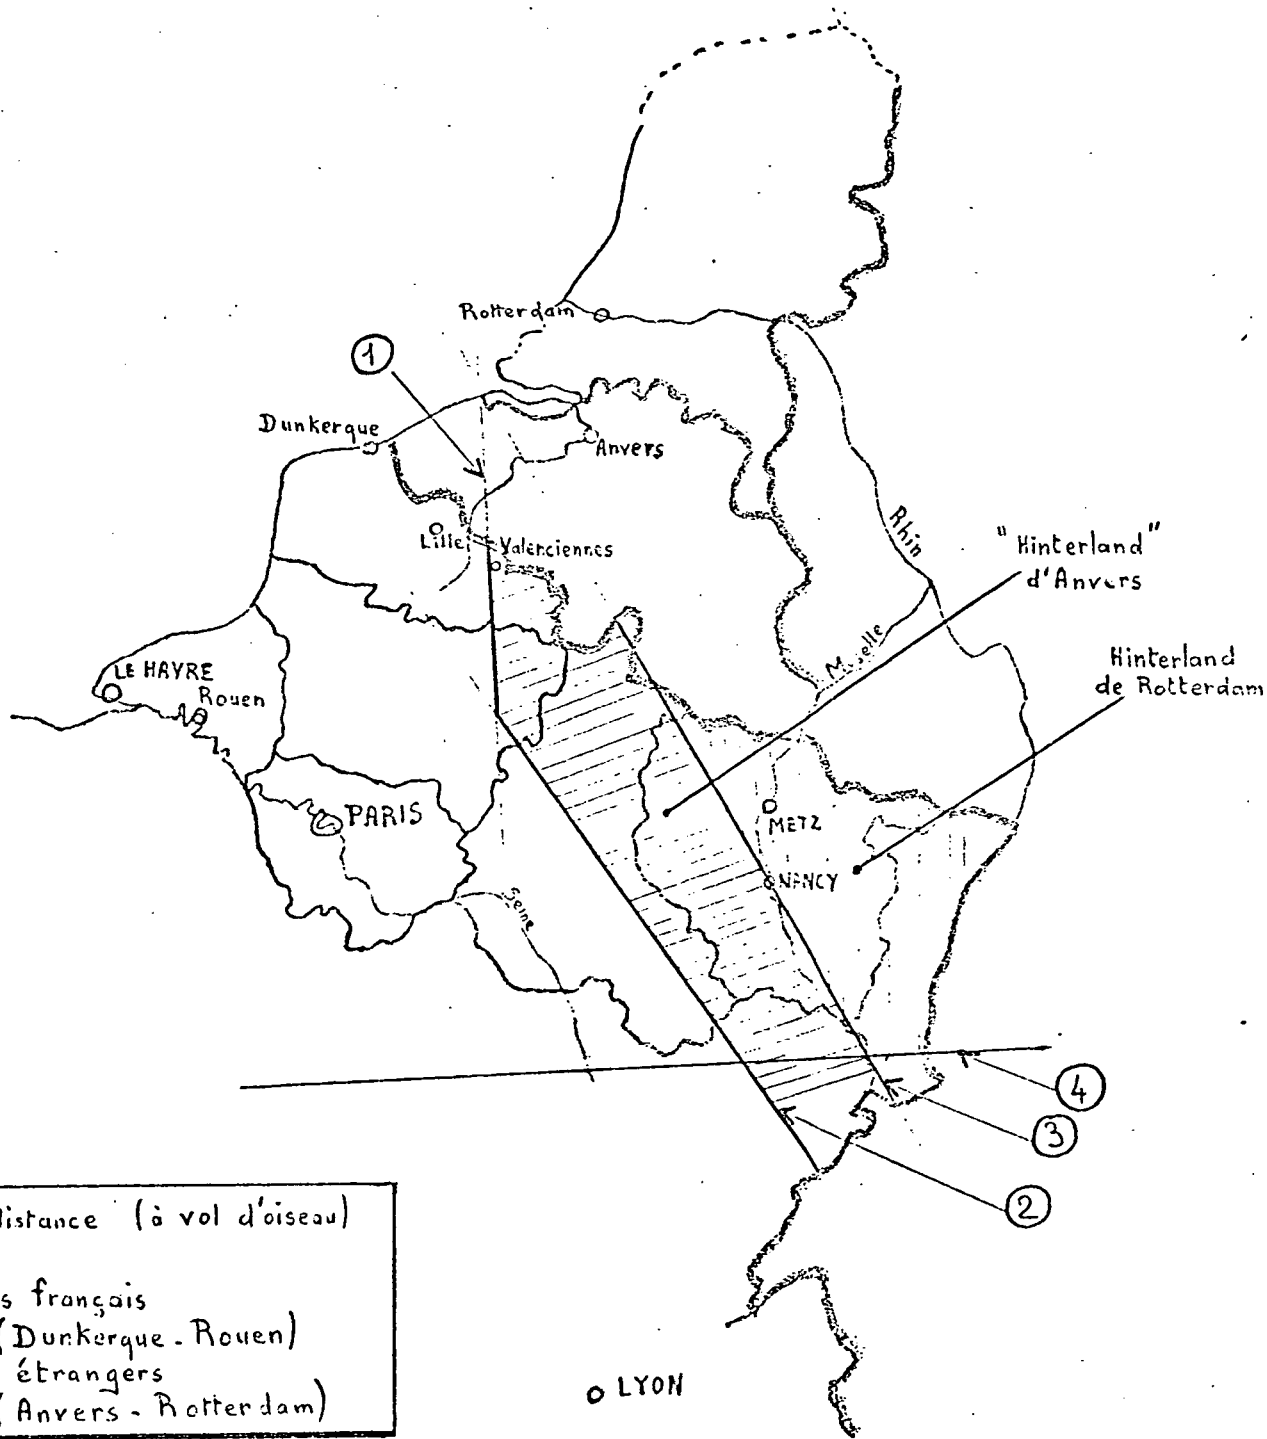 Rotterdam
1
Dunkerque
Anvers
Lille
Valenciennes
Rhin
"Hinterland"
d'Anvers
Moselle
Hinterland
de Rotterdam
LE HAVRE
Rouen
PARIS
METZ
NANCY
Seine
4
3
2
distance (à vol d'oiseau)
s français
(Dunkerque - Rouen)
étrangers
(Anvers - Rotterdam)
LYON